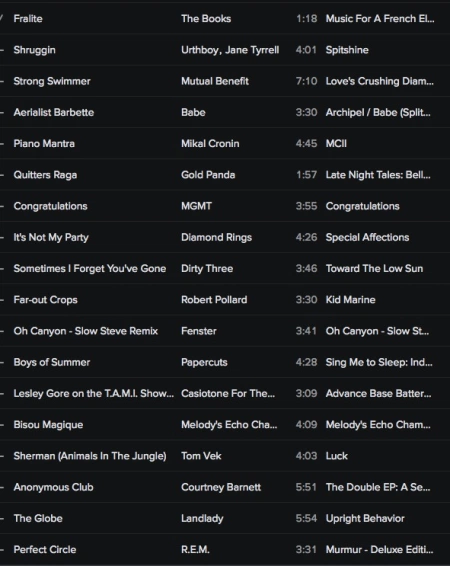 Fralite The Books 1:18 Music For A French El...
Shruggin Urthboy, Jane Tyrrell 4:01 Spitshine
Strong Swimmer Mutual Benefit 7:10 Love's Crushing Diam...
Aerialist Barbette Babe 3:30 Archipel / Babe (Split...
Piano Mantra Mikal Cronin 4:45 MCII
Quitters Raga Gold Panda 1:57 Late Night Tales: Bell...
Congratulations MGMT 3:55 Congratulations
It's Not My Party Diamond Rings 4:26 Special Affections
Sometimes I Forget You've Gone Dirty Three 3:46 Toward The Low Sun
Far-out Crops Robert Pollard 3:30 Kid Marine
Oh Canyon - Slow Steve Remix Fenster 3:41 Oh Canyon - Slow St...
Boys of Summer Papercuts 4:28 Sing Me to Sleep: Ind...
Lesley Gore on the T.A.M.I. Show... Casiotone For The... 3:09 Advance Base Batter...
Bisou Magique Melody's Echo Cha... 4:09 Melody's Echo Cham...
Sherman (Animals In The Jungle) Tom Vek 4:03 Luck
Anonymous Club Courtney Barnett 5:51 The Double EP: A Se...
The Globe Landlady 5:54 Upright Behavior
Perfect Circle R.E.M. 3:31 Murmur - Deluxe Editi...